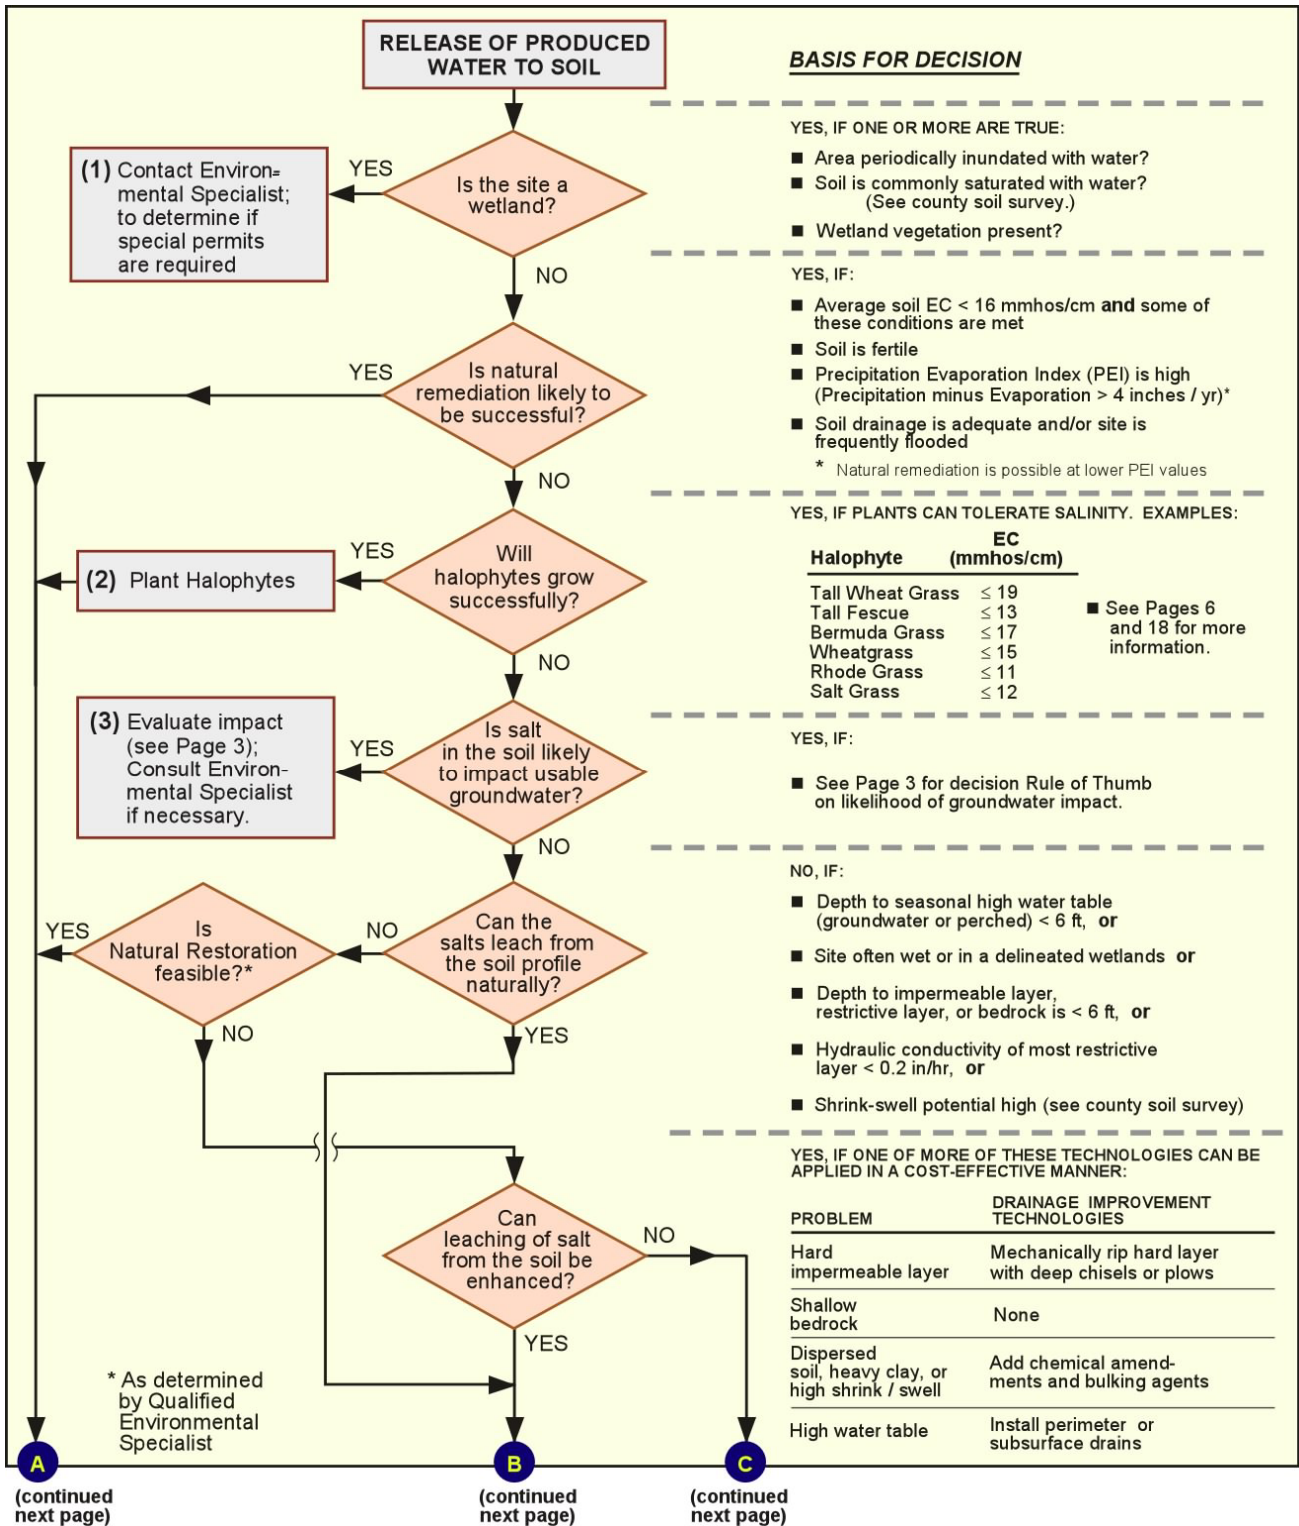 RELEASE OF PRODUCED
WATER TO SOIL
BASIS FOR DECISION
YES, IF ONE OR MORE ARE TRUE:
■ Area periodically inundated with water?
■ Soil is commonly saturated with water?
(See county soil survey.)
■ Wetland vegetation present?
(1) Contact Environ-
mental Specialist;
to determine if
special permits
are required
YES
Is the site a
wetland?
NO
YES, IF:
■ Average soil EC < 16 mmhos/cm and some of
these conditions are met
■ Soil is fertile
■ Precipitation Evaporation Index (PEI) is high
(Precipitation minus Evaporation > 4 inches / yr)*
■ Soil drainage is adequate and/or site is
frequently flooded
* Natural remediation is possible at lower PEI values
YES
Is natural
remediation likely to
be successful?
NO
YES, IF PLANTS CAN TOLERATE SALINITY. EXAMPLES:
EC
Halophyte (mmhos/cm)
Tall Wheat Grass ≤ 19
Tall Fescue ≤ 13
Bermuda Grass ≤ 17
Wheatgrass ≤ 15
Rhode Grass ≤ 11
Salt Grass ≤ 12
■ See Pages 6
and 18 for more
information.
(2) Plant Halophytes
YES
Will
halophytes grow
successfully?
NO
(3) Evaluate impact
(see Page 3);
Consult Environ-
mental Specialist
if necessary.
YES
Is salt
in the soil likely
to impact usable
groundwater?
NO
YES, IF:
■ See Page 3 for decision Rule of Thumb
on likelihood of groundwater impact.
NO, IF:
■ Depth to seasonal high water table
(groundwater or perched) < 6 ft, or
■ Site often wet or in a delineated wetlands or
■ Depth to impermeable layer,
restrictive layer, or bedrock is < 6 ft, or
■ Hydraulic conductivity of most restrictive
layer < 0.2 in/hr, or
■ Shrink-swell potential high (see county soil survey)
YES
Is
Natural Restoration
feasible?*
NO
NO
Can the
salts leach from
the soil profile
naturally?
YES
YES, IF ONE OF MORE OF THESE TECHNOLOGIES CAN BE
APPLIED IN A COST-EFFECTIVE MANNER:
PROBLEM
DRAINAGE IMPROVEMENT
TECHNOLOGIES
Hard
impermeable layer
Mechanically rip hard layer
with deep chisels or plows
Shallow
bedrock
None
Dispersed
soil, heavy clay, or
high shrink / swell
Add chemical amend-
ments and bulking agents
High water table
Install perimeter or
subsurface drains
Can
leaching of salt
from the soil be
enhanced?
NO
YES
* As determined
by Qualified
Environmental
Specialist
A
(continued
next page)
B
(continued
next page)
C
(continued
next page)